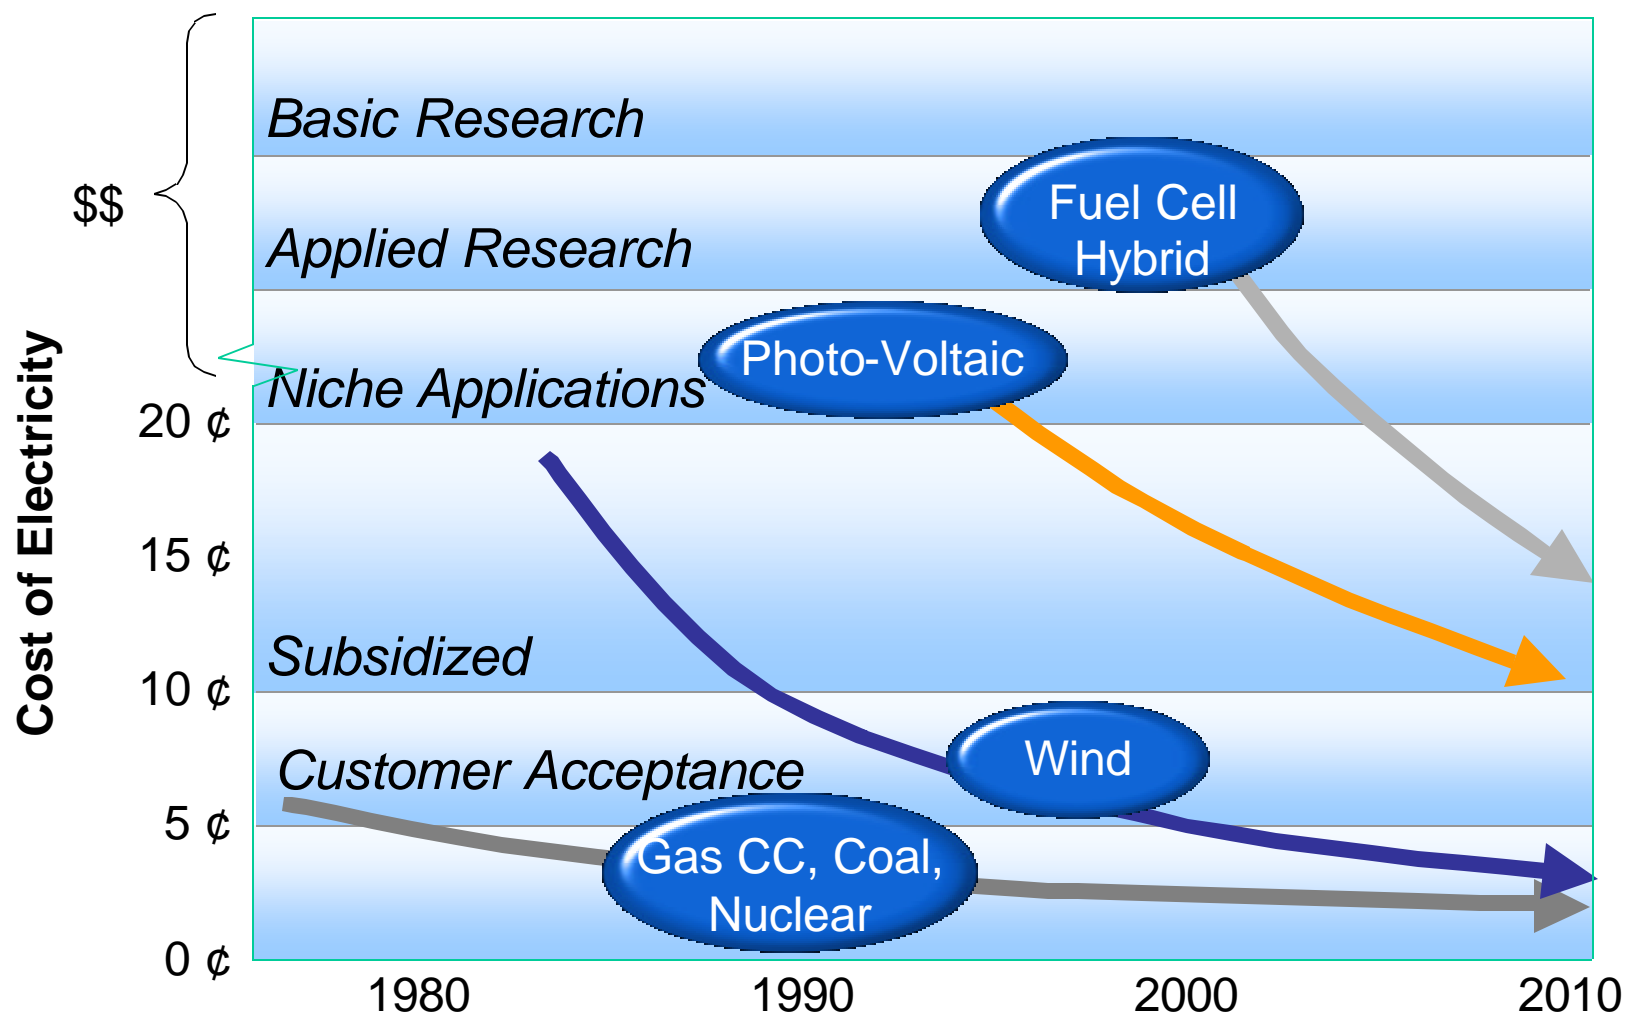 Basic Research
$$
Fuel Cell
Hybrid
Applied Research
Photo-Voltaic
Niche Applications
20 ¢
Cost of Electricity
15 ¢
Subsidized
10 ¢
Customer Acceptance
Wind
5 ¢
Gas CC, Coal,
Nuclear
0 ¢
1980 1990 2000 2010